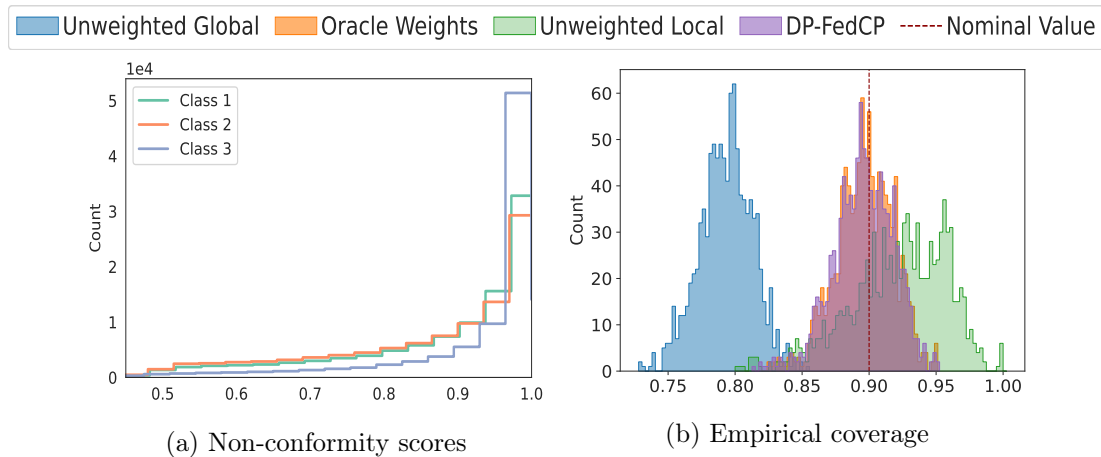 Unweighted Global Oracle Weights Unweighted Local DP-FedCP Nominal Value
1e4
Class 1
Class 2
Class 3
Count
5
4
3
2
1
0
0.5 0.6 0.7 0.8 0.9 1.0
(a) Non-conformity scores
Count
60
50
40
30
20
10
0
0.75 0.80 0.85 0.90 0.95 1.00
(b) Empirical coverage